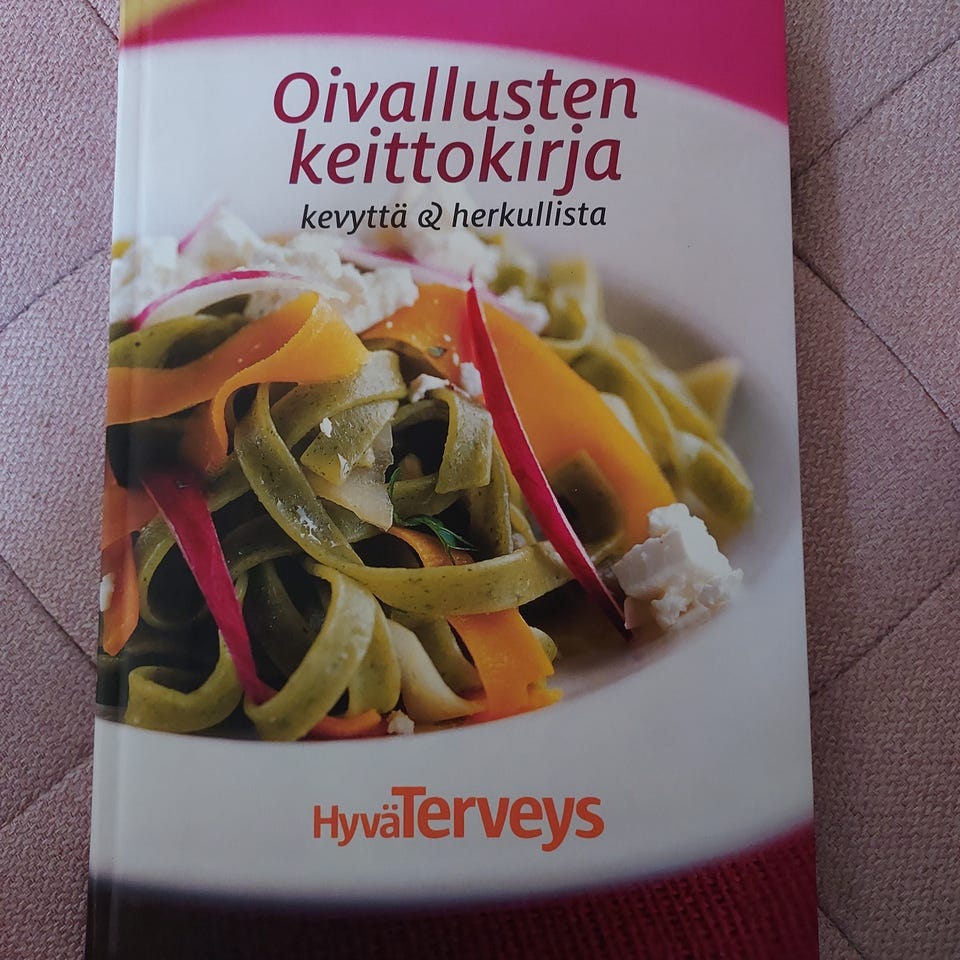 Oivallusten
keittokirja
kevyttä & herkullista
HyväTerveys